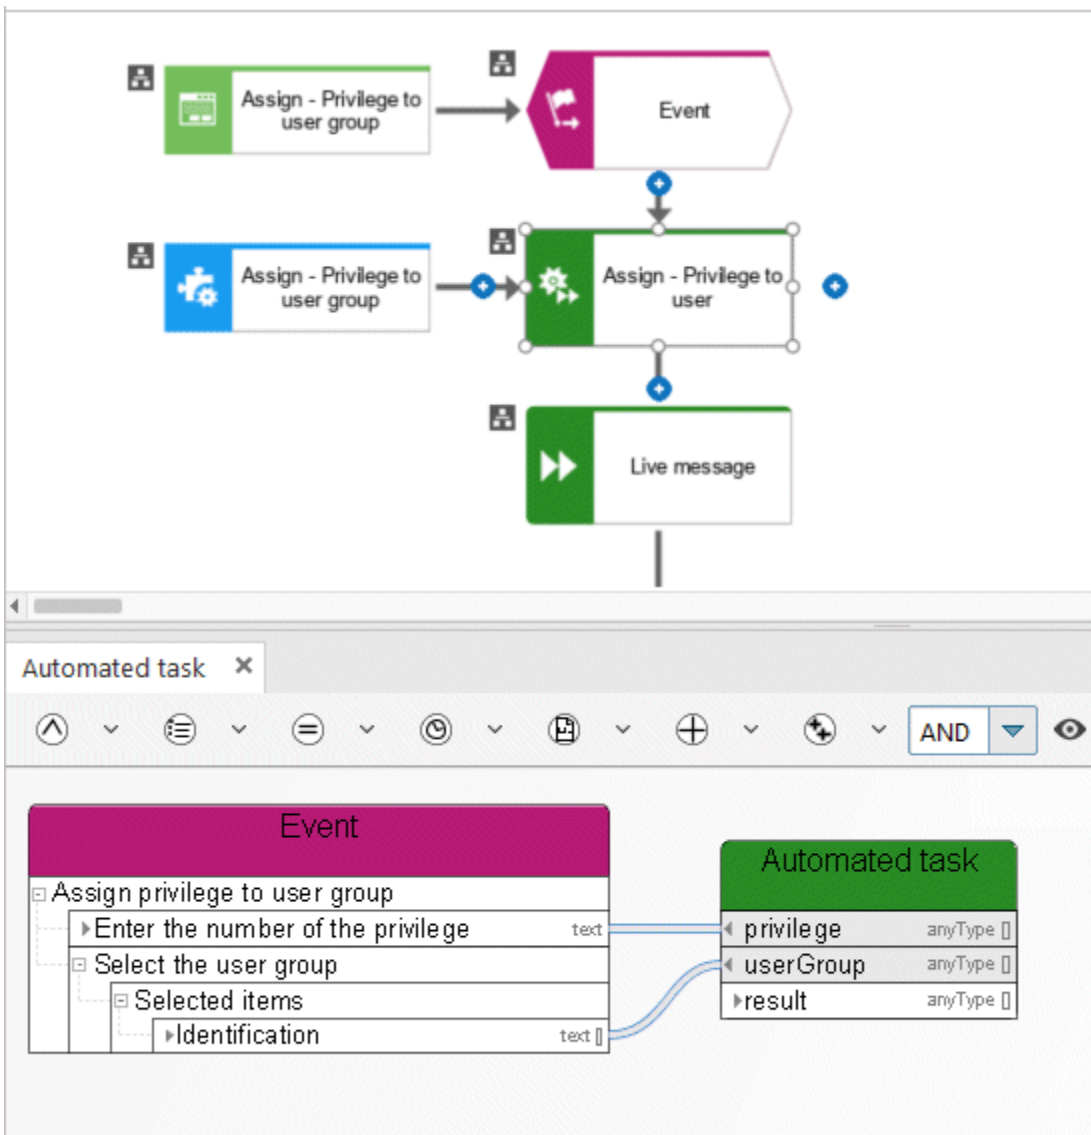 Assign - Privilege to
user group
Event
Assign - Privilege to
user group
Assign - Privilege to
user
Live message
Automated task
AND
Event
Assign privilege to user group
Enter the number of the privilege text
Select the user group
Selected items
Identification text []
Automated task
privilege anyType []
userGroup anyType []
result anyType []